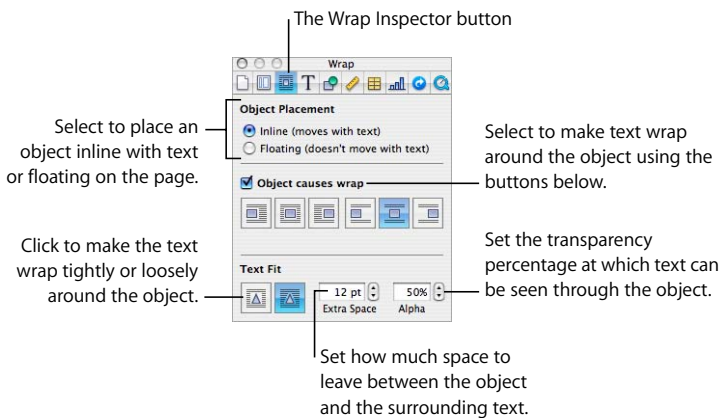 The Wrap Inspector button
Wrap
T
Object Placement
Inline (moves with text)
Floating (doesn't move with text)
Select to place an
object inline with text
or floating on the page.
Object causes wrap
Select to make text wrap
around the object using the
buttons below.
Click to make the text
wrap tightly or loosely
around the object.
Text Fit
12 pt
50%
Extra Space
Alpha
Set the transparency
percentage at which text can
be seen through the object.
Set how much space to
leave between the object
and the surrounding text.